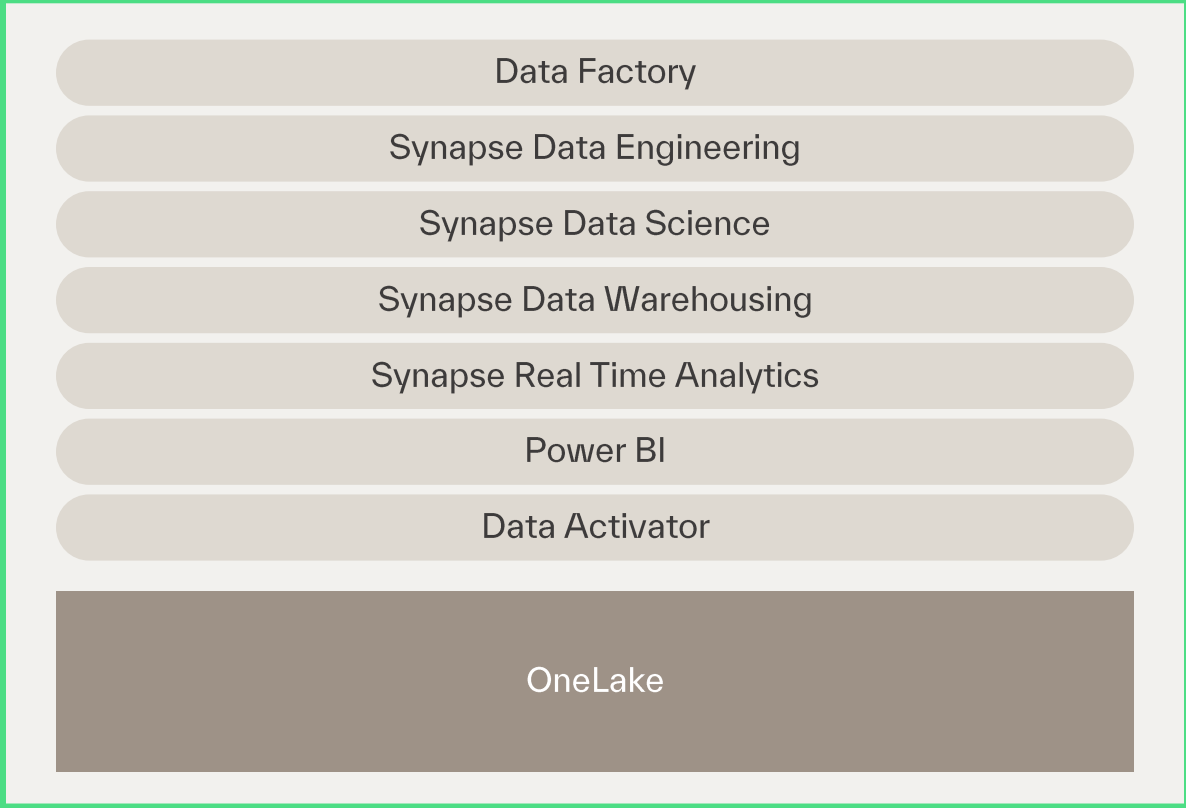 Data Factory
Synapse Data Engineering
Synapse Data Science
Synapse Data Warehousing
Synapse Real Time Analytics
Power BI
Data Activator
OneLake